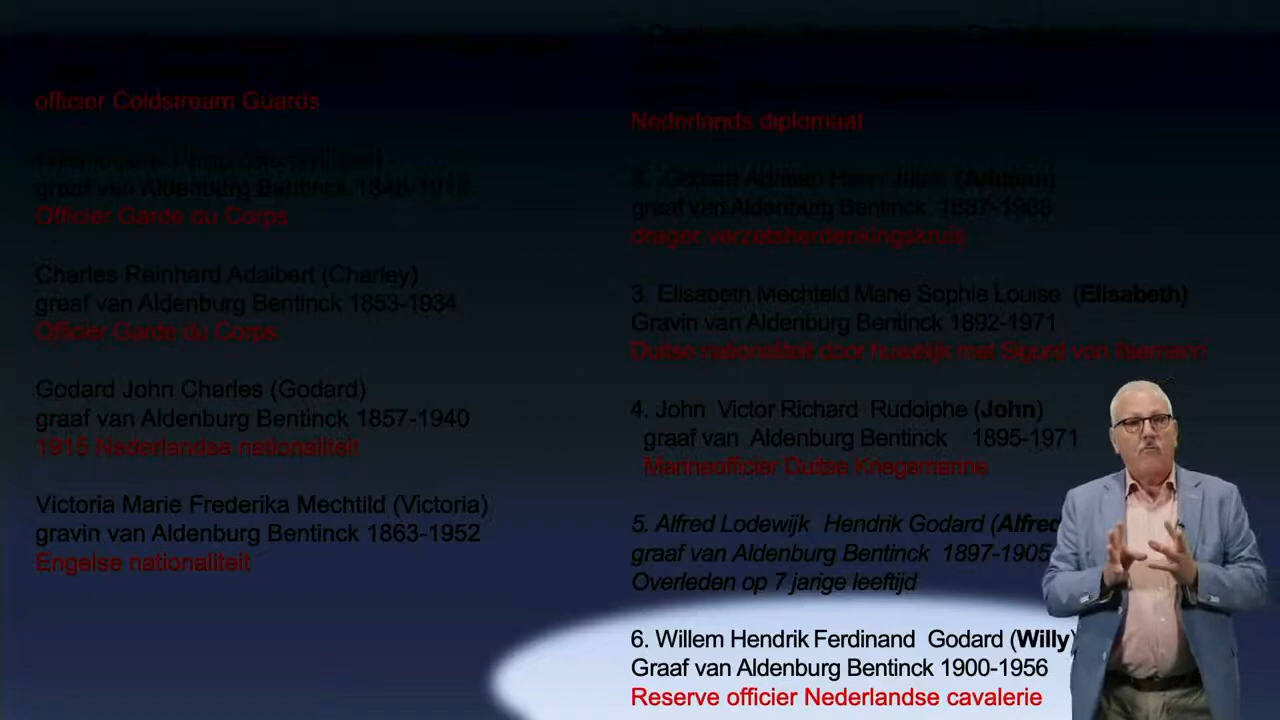 officier Coldstream Guards
graaf van Aldenburg Bentinck
Officier Garde du Corps
Charles Reinhard Adalbert (Charley)
graaf van Aldenburg Bentinck 1853-1934
Officier Garde du Corps
Godard John Charles (Godard)
graaf van Aldenburg Bentinck 1857-1940
1915 Nederlandse nationaliteit
Victoria Marie Frederika Mechtild (Victoria)
gravin van Aldenburg Bentinck 1863-1952
Engelse nationaliteit
Nederlands diplomaat
graaf van Aldenburg Bentinck 1887-1968
drager verzetsherdenkingskruis
3. Elisabeth Mechteld Marie Sophie Louise (Elisabeth)
Gravin van Aldenburg Bentinck 1892-1971
Duitse nationaliteit door huwelijk met Sigurd von Ilsemann
4. John Victor Richard Rudolphe (John)
graaf van Aldenburg Bentinck 1895-1971
Marineofficier Duitse Kriegsmarine
5. Alfred Lodewijk Hendrik Godard (Alfred
graaf van Aldenburg Bentinck 1897-1905
Overleden op 7 jarige leeftijd
6. Willem Hendrik Ferdinand Godard (Willy)
Graaf van Aldenburg Bentinck 1900-1956
Reserve officier Nederlandse cavalerie